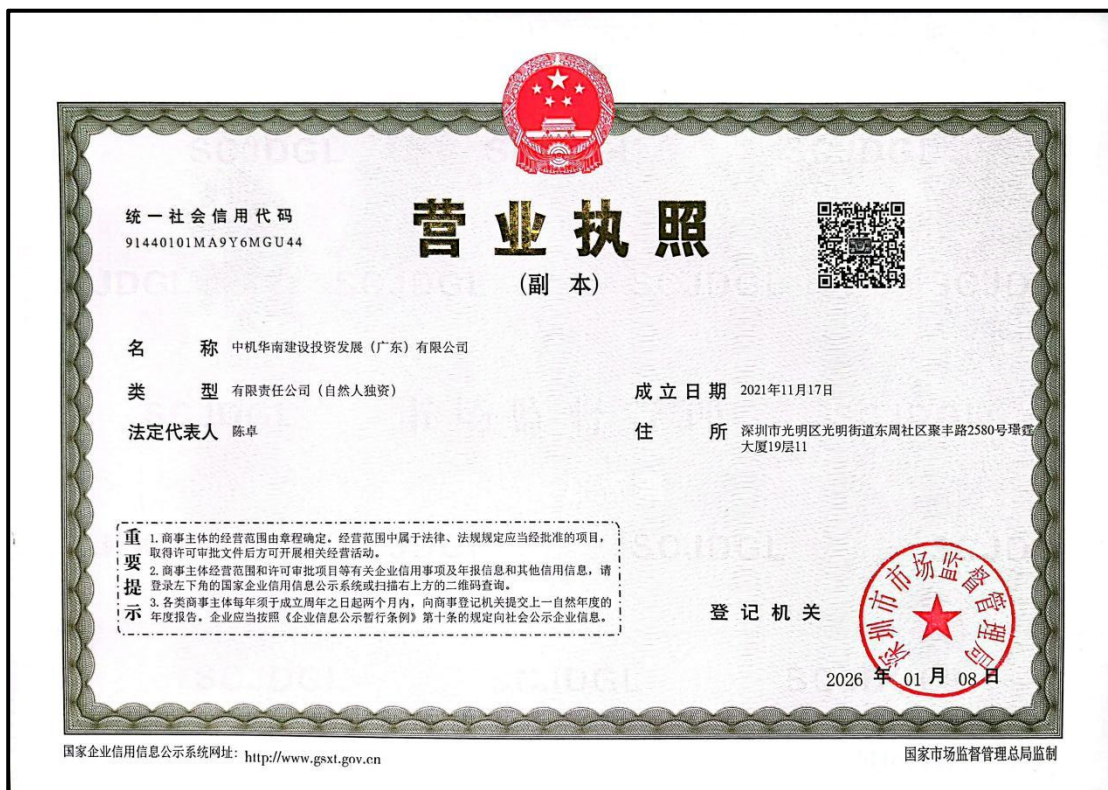 统一社会信用代码
91440101MA9Y6MGU44
营业执照
(副 本)
名 称 中机华南建设投资发展（广东）有限公司
类 型 有限责任公司（自然人独资）
成立日期 2021年11月17日
法定代表人 陈卓
住 所 深圳市光明区光明街道东周社区聚丰路2580号璟霆
大厦19层11
重要提示
1. 商事主体的经营范围由章程确定。经营范围中属于法律、法规规定应当经批准的项目，
取得许可审批文件后方可开展相关经营活动。
2. 商事主体经营范围和许可审批项目等有关企业信用事项及年报信息和其他信用信息，请
登录左下角的国家企业信用信息公示系统或扫描右上方的二维码查询。
3. 各类商事主体每年须于成立周年之日起两个月内，向商事登记机关提交上一自然年度的
年度报告。企业应当按照《企业信息公示暂行条例》第十条的规定向社会公示企业信息。
登记机关
深圳市市场监督管理局
2026 年 01 月 08 日
国家企业信用信息公示系统网址：http://www.gsxt.gov.cn
国家市场监督管理总局监制